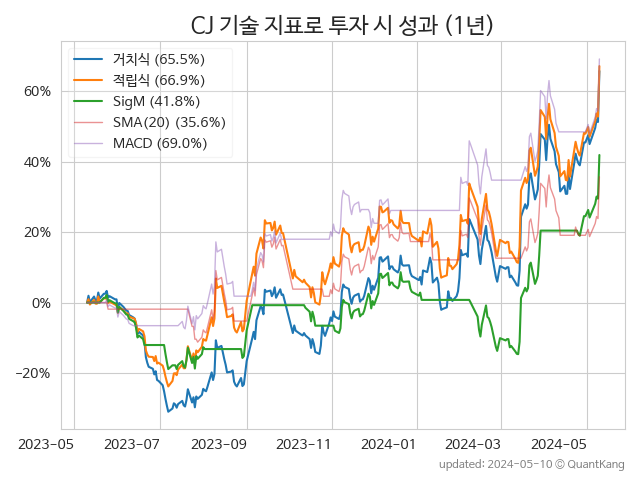 CJ 기술 지표로 투자 시 성과 (1년)
거치식 (65.5%)
적립식 (66.9%)
SigM (41.8%)
SMA(20) (35.6%)
MACD (69.0%)
60%
40%
20%
0%
−20%
2023-05 2023-07 2023-09 2023-11 2024-01 2024-03 2024-05
updated: 2024-05-10 © QuantKang